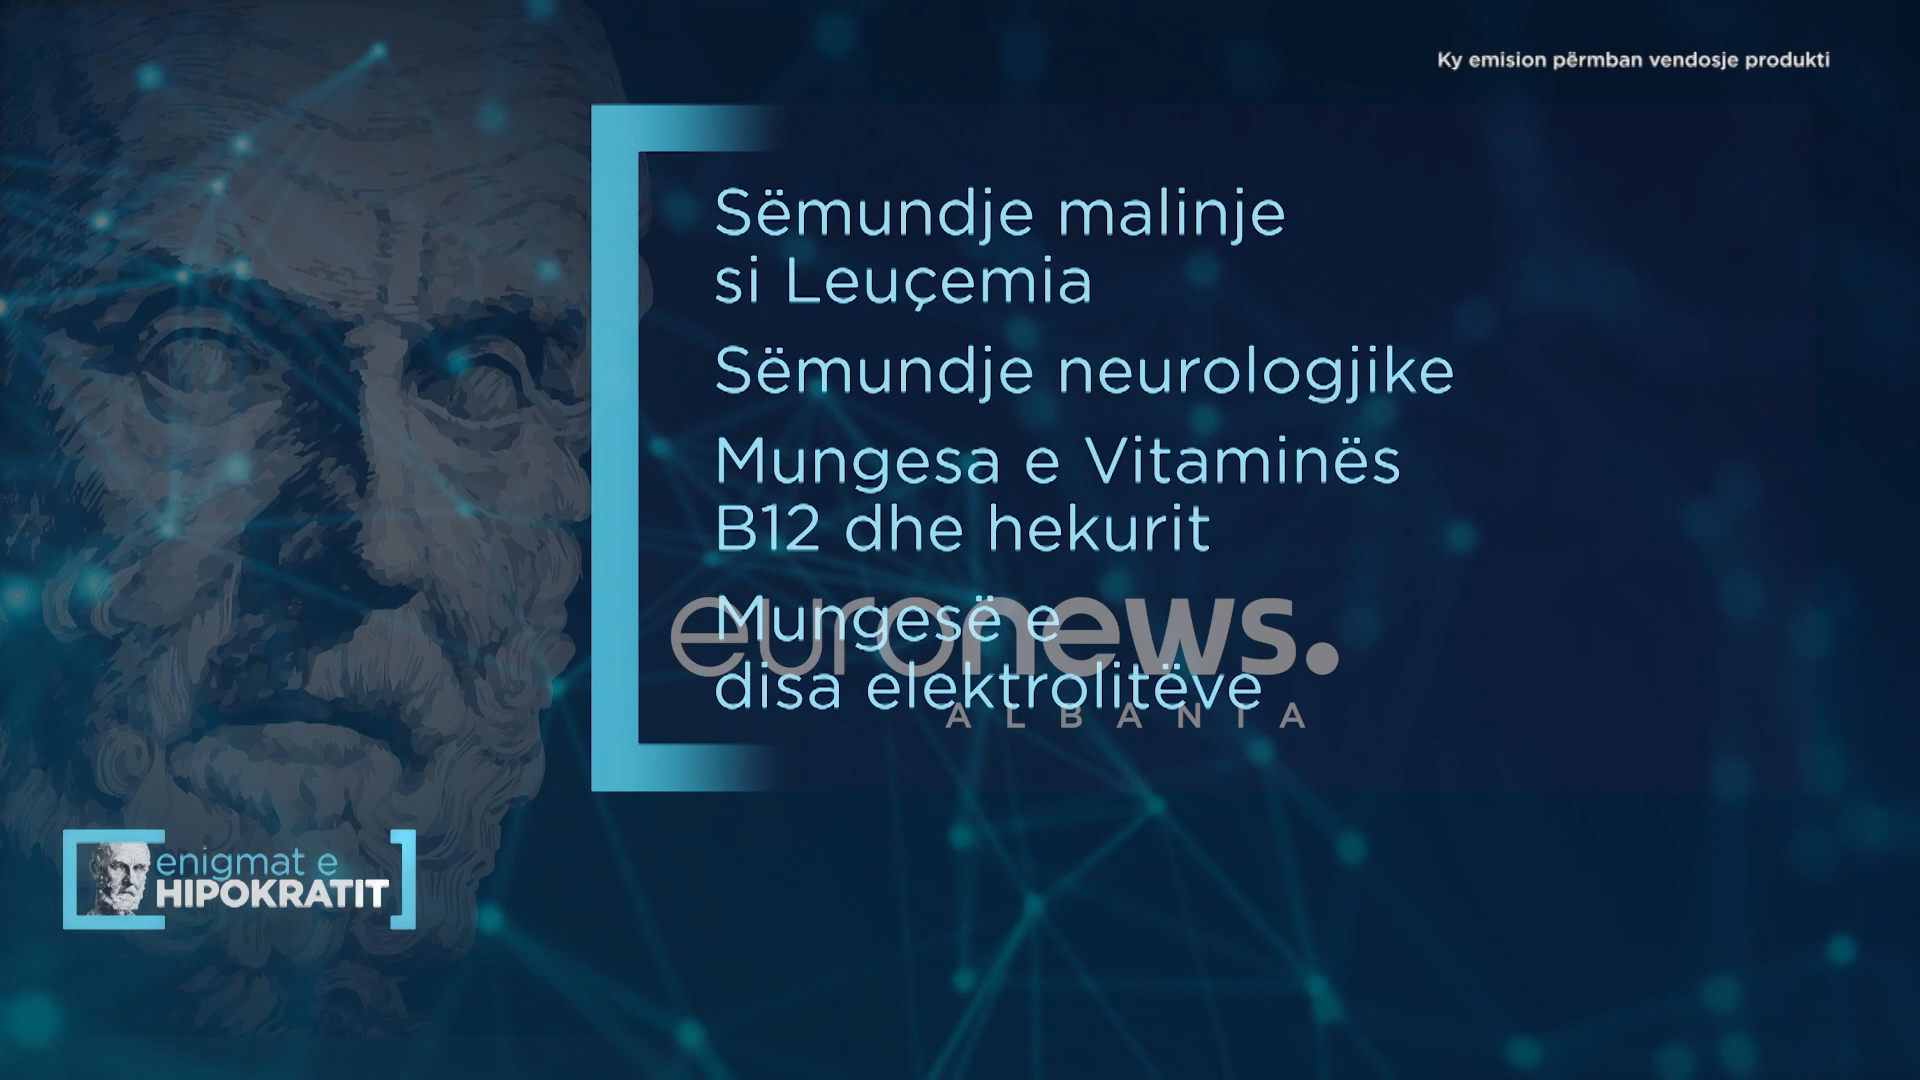 Ky emision përmban vendosje produkti
Sëmundje malinje
si Leuçemia
Sëmundje neurologjike
Mungesa e Vitaminës
B12 dhe hekurit
Mungesë e
disa elektrolitëve
euronews.
ALBANIA
enigmat e
HIPOKRATIT